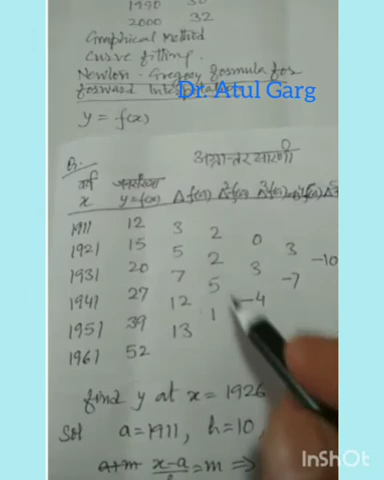 1990 30
2000 32
Graphical Method
Curve fitting.
Newton-Gregory formula for
forward
Dr. Atul Garg
y = f(x)
0
Q. अग्रान्तर सारणी
वर्ष जनसंख्या
x y=f(x) Δf(x) Δ²f(x) Δ³f(x) Δ⁴f(x) Δ⁵
1911 12
3
1921 15 2
5 0
1931 20 2 3
7 3 -10
1941 27 5 -7
12 -4
1951 39 1
13
1961 52
find y at x = 1926
Sol a=1911, h=10,
x-a = m ⇒
InShOt